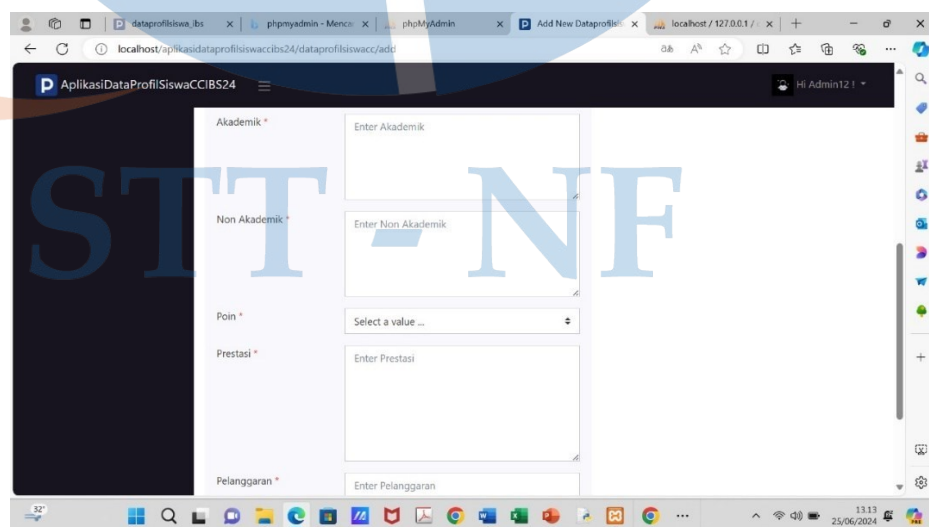 dataprofilsiswa_ibs
phpmyadmin - Mencar
phpMyAdmin
Add New Dataprofilsis
localhost / 127.0.0.1 /
localhost/aplikasidataprofilsiswaccibs24/dataprofilsiswacc/add
AplikasiDataProfilSiswaCCIBS24
Hi Admin12 !
Akademik *
Enter Akademik
Non Akademik *
Enter Non Akademik
Poin *
Select a value ...
Prestasi *
Enter Prestasi
Pelanggaran *
Enter Pelanggaran
STT - NF
32°
13.13
25/06/2024